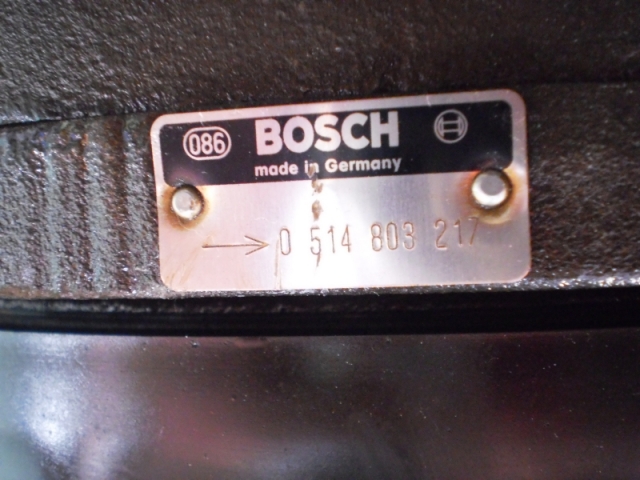 086 BOSCH
made in Germany
→ 0 514 803 217